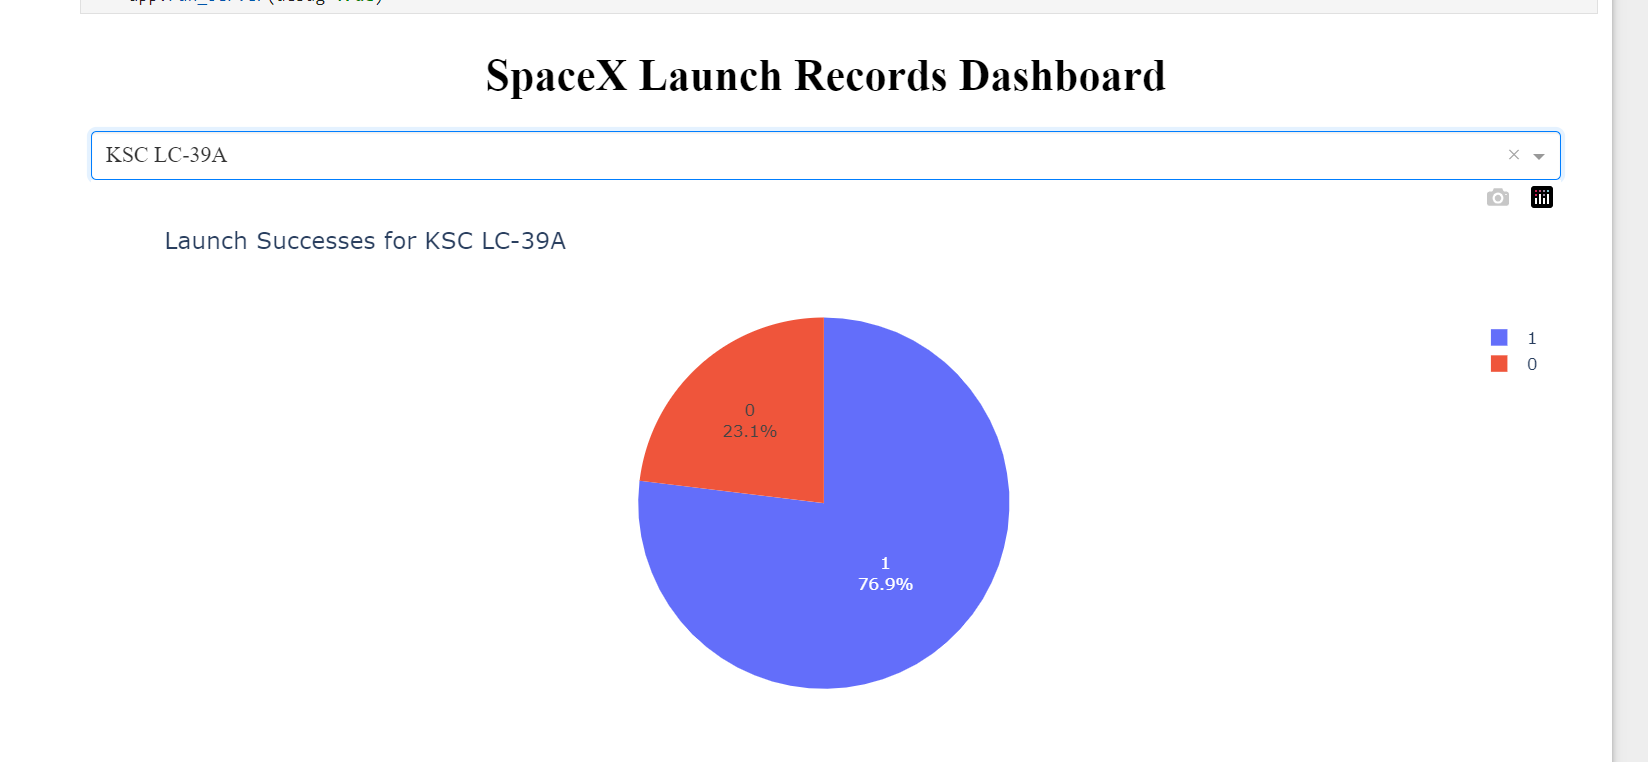 SpaceX Launch Records Dashboard
KSC LC-39A
Launch Successes for KSC LC-39A
1
0
0
23.1%
1
76.9%